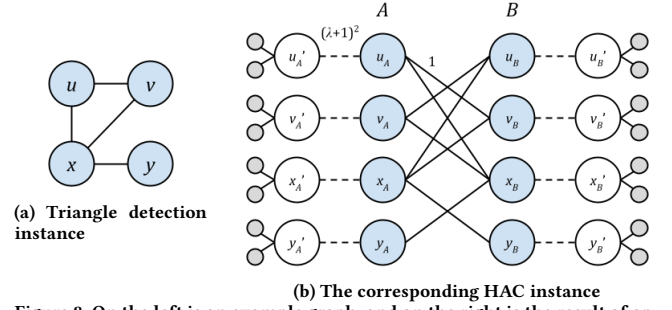 A B
(λ+1)²
1
u v
x y
u_A' u_A u_B u_B'
v_A' v_A v_B v_B'
x_A' x_A x_B x_B'
y_A' y_A y_B y_B'
(a) Triangle detection
instance
(b) The corresponding HAC instance